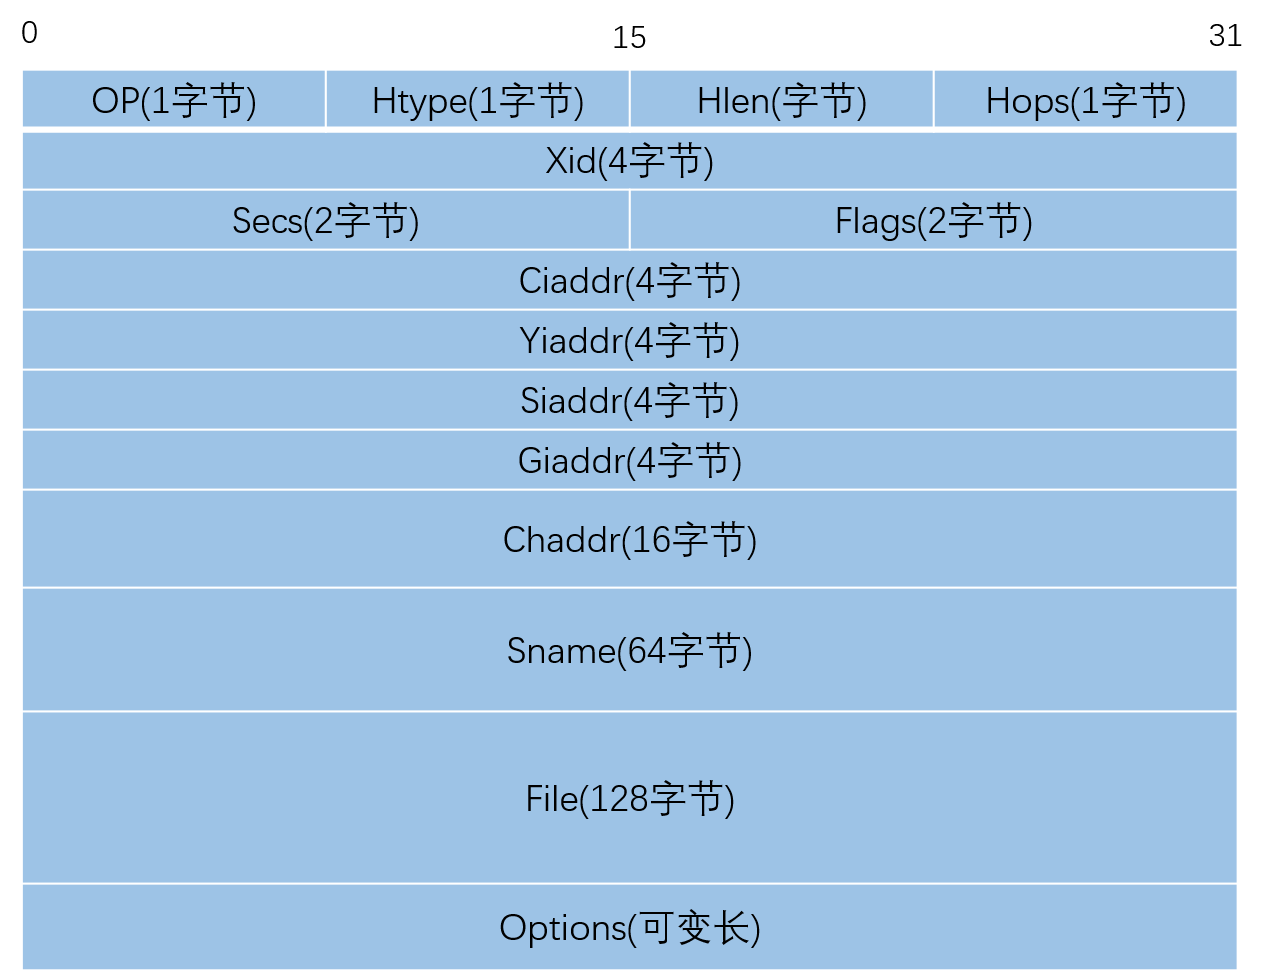 0 15 31
OP(1字节) Htype(1字节) Hlen(字节) Hops(1字节)
Xid(4字节)
Secs(2字节) Flags(2字节)
Ciaddr(4字节)
Yiaddr(4字节)
Siaddr(4字节)
Giaddr(4字节)
Chaddr(16字节)
Sname(64字节)
File(128字节)
Options(可变长)